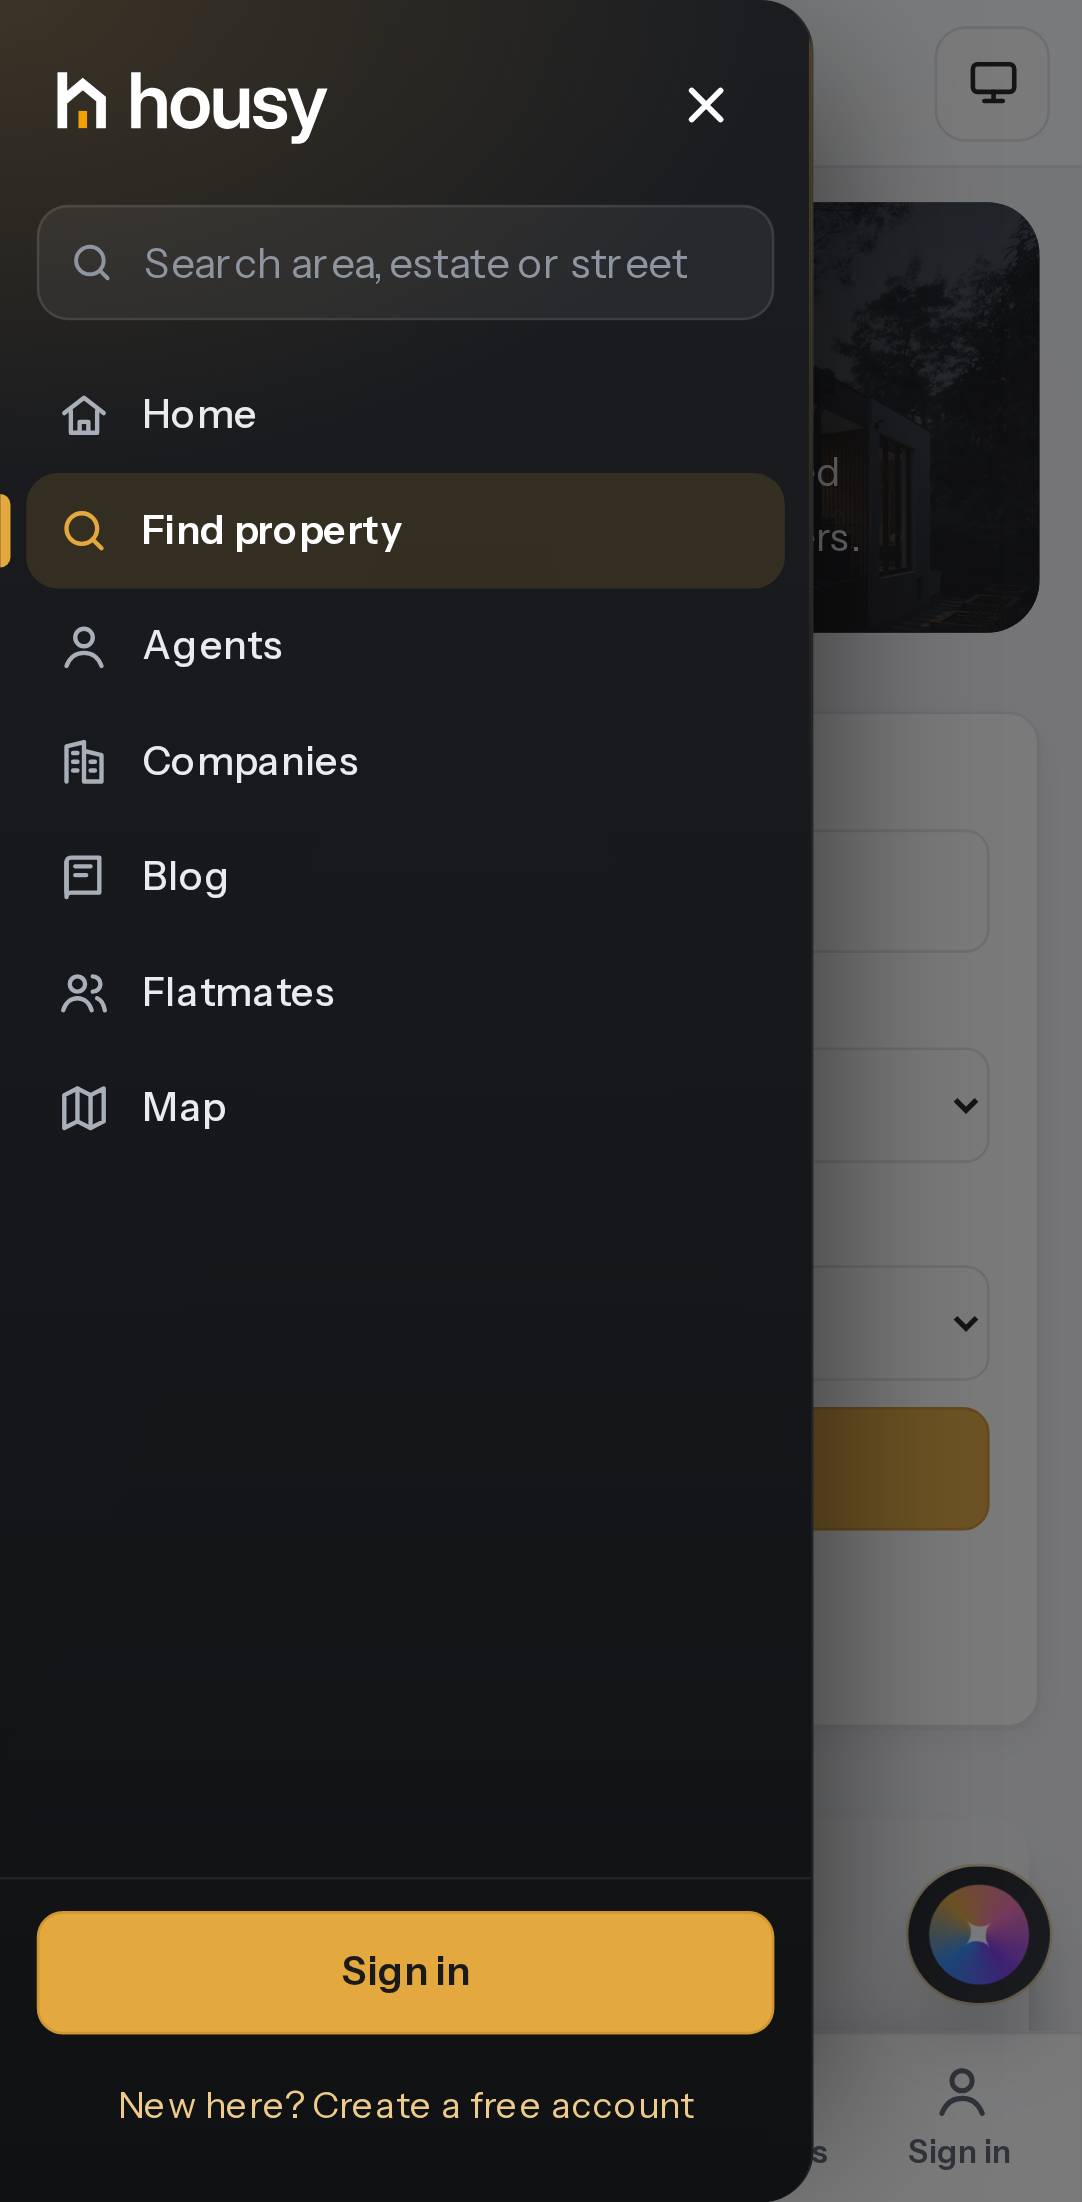 housy
Search area, estate or street
Home
Find property
Agents
Companies
Blog
Flatmates
Map
Sign in
New here? Create a free account
Sign in